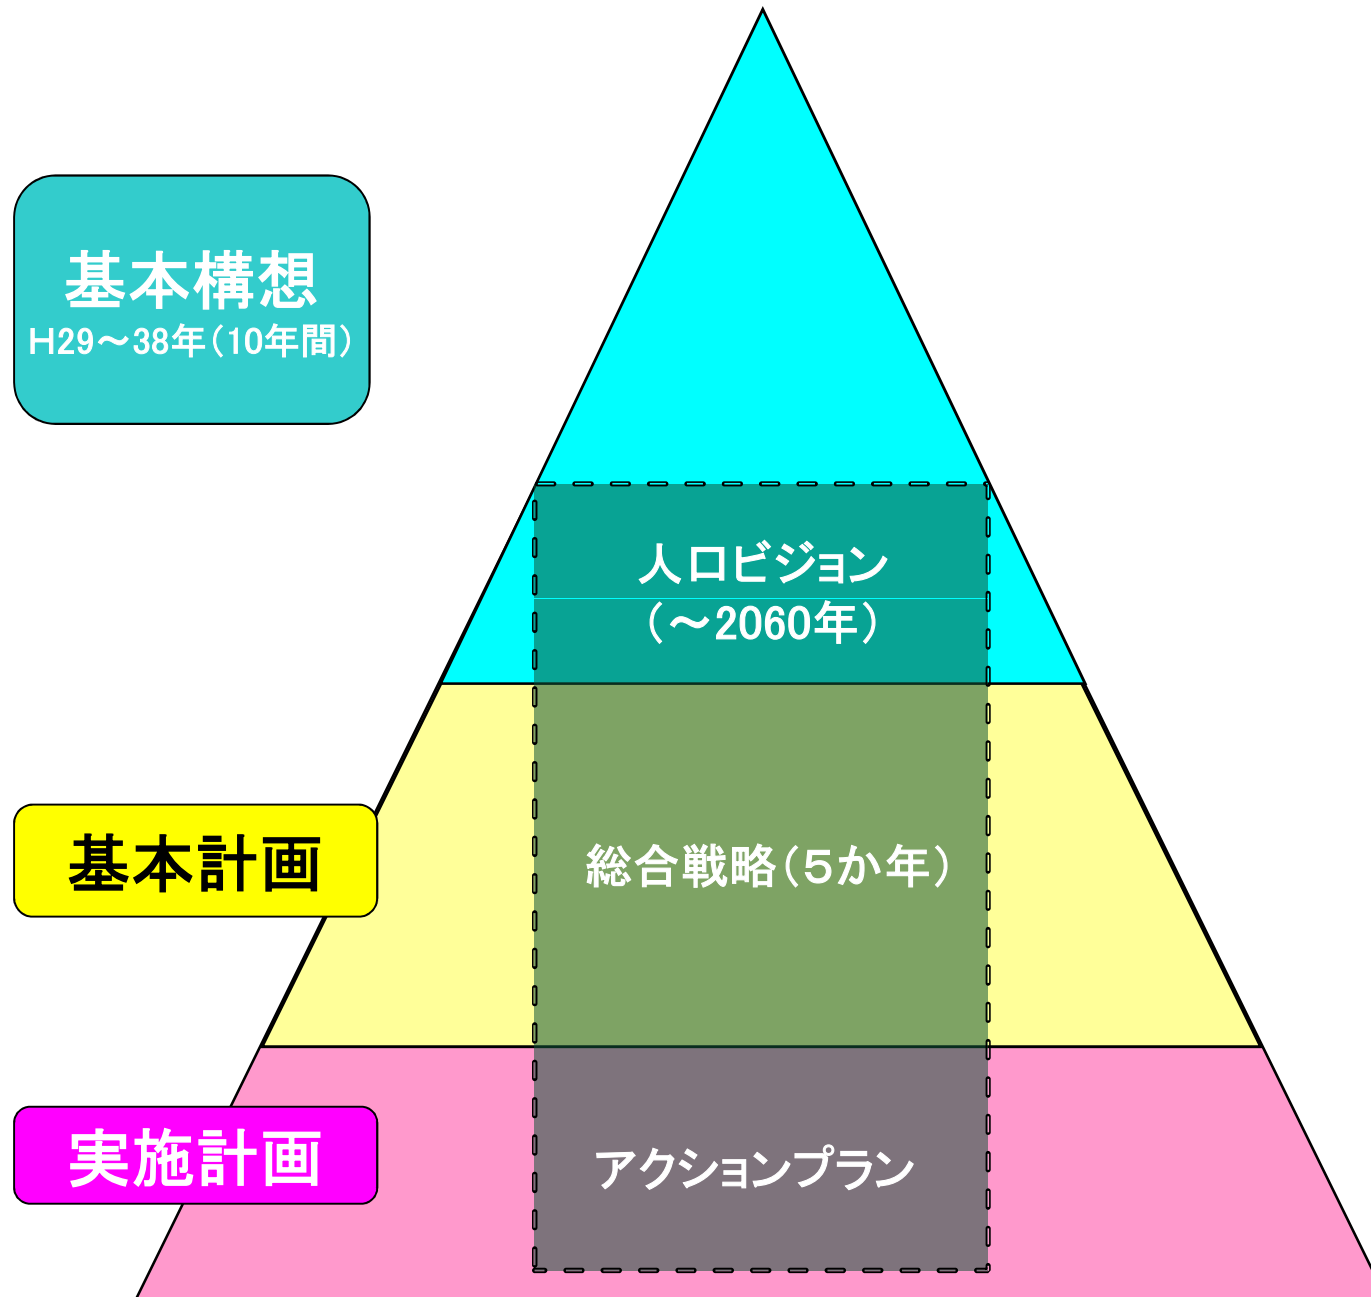 基本構想
H29～38年（10年間）
人口ビジョン
（～2060年）
基本計画
総合戦略（５か年）
実施計画
アクションプラン